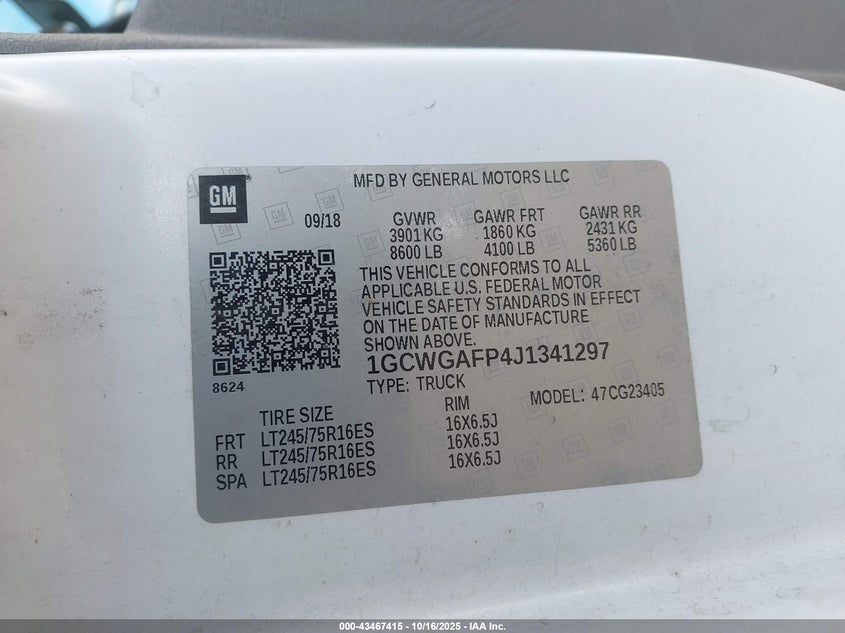 GM
MFD BY GENERAL MOTORS LLC
09/18
GVWR GAWR FRT GAWR RR
3901 KG 1860 KG 2431 KG
8600 LB 4100 LB 5360 LB
THIS VEHICLE CONFORMS TO ALL
APPLICABLE U.S. FEDERAL MOTOR
VEHICLE SAFETY STANDARDS IN EFFECT
ON THE DATE OF MANUFACTURE
SHOWN ABOVE.
1GCWGAFP4J1341297
8624
TYPE: TRUCK
MODEL: 47CG23405
TIRE SIZE RIM
FRT LT245/75R16ES 16X6.5J
RR LT245/75R16ES 16X6.5J
SPA LT245/75R16ES 16X6.5J
000-43467415 - 10/16/2025 - IAA Inc.